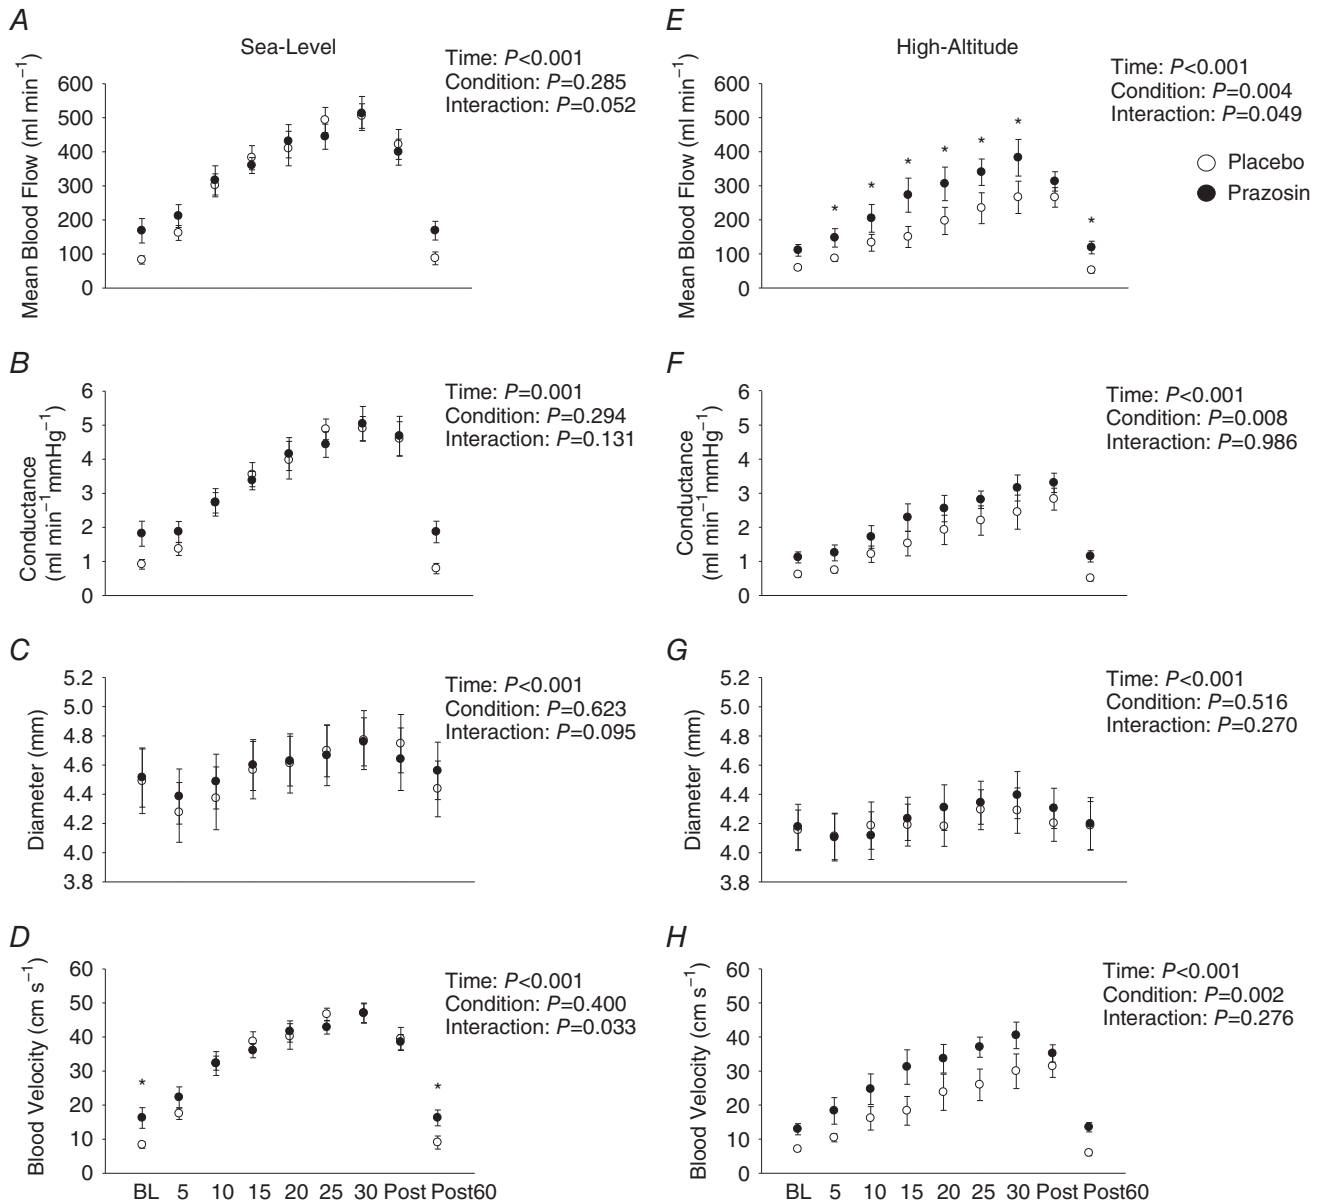 A
Sea-Level
Time: P<0.001
Condition: P=0.285
Interaction: P=0.052
Mean Blood Flow (ml min−1)
600
500
400
300
200
100
0
E
High-Altitude
Time: P<0.001
Condition: P=0.004
Interaction: P=0.049
Placebo
Prazosin
Mean Blood Flow (ml min−1)
600
500
400
300
200
100
0
* * * * * * *
B
Time: P=0.001
Condition: P=0.294
Interaction: P=0.131
Conductance
(ml min−1mmHg−1)
6
5
4
3
2
1
0
F
Time: P<0.001
Condition: P=0.008
Interaction: P=0.986
Conductance
(ml min−1mmHg−1)
6
5
4
3
2
1
0
C
Time: P<0.001
Condition: P=0.623
Interaction: P=0.095
Diameter (mm)
5.2
5.0
4.8
4.6
4.4
4.2
4.0
3.8
G
Time: P<0.001
Condition: P=0.516
Interaction: P=0.270
Diameter (mm)
5.2
5.0
4.8
4.6
4.4
4.2
4.0
3.8
D
Time: P<0.001
Condition: P=0.400
Interaction: P=0.033
Blood Velocity (cm s−1)
60
50
40
30
20
10
0
* *
BL 5 10 15 20 25 30 Post Post60
H
Time: P<0.001
Condition: P=0.002
Interaction: P=0.276
Blood Velocity (cm s−1)
60
50
40
30
20
10
0
BL 5 10 15 20 25 30 Post Post60